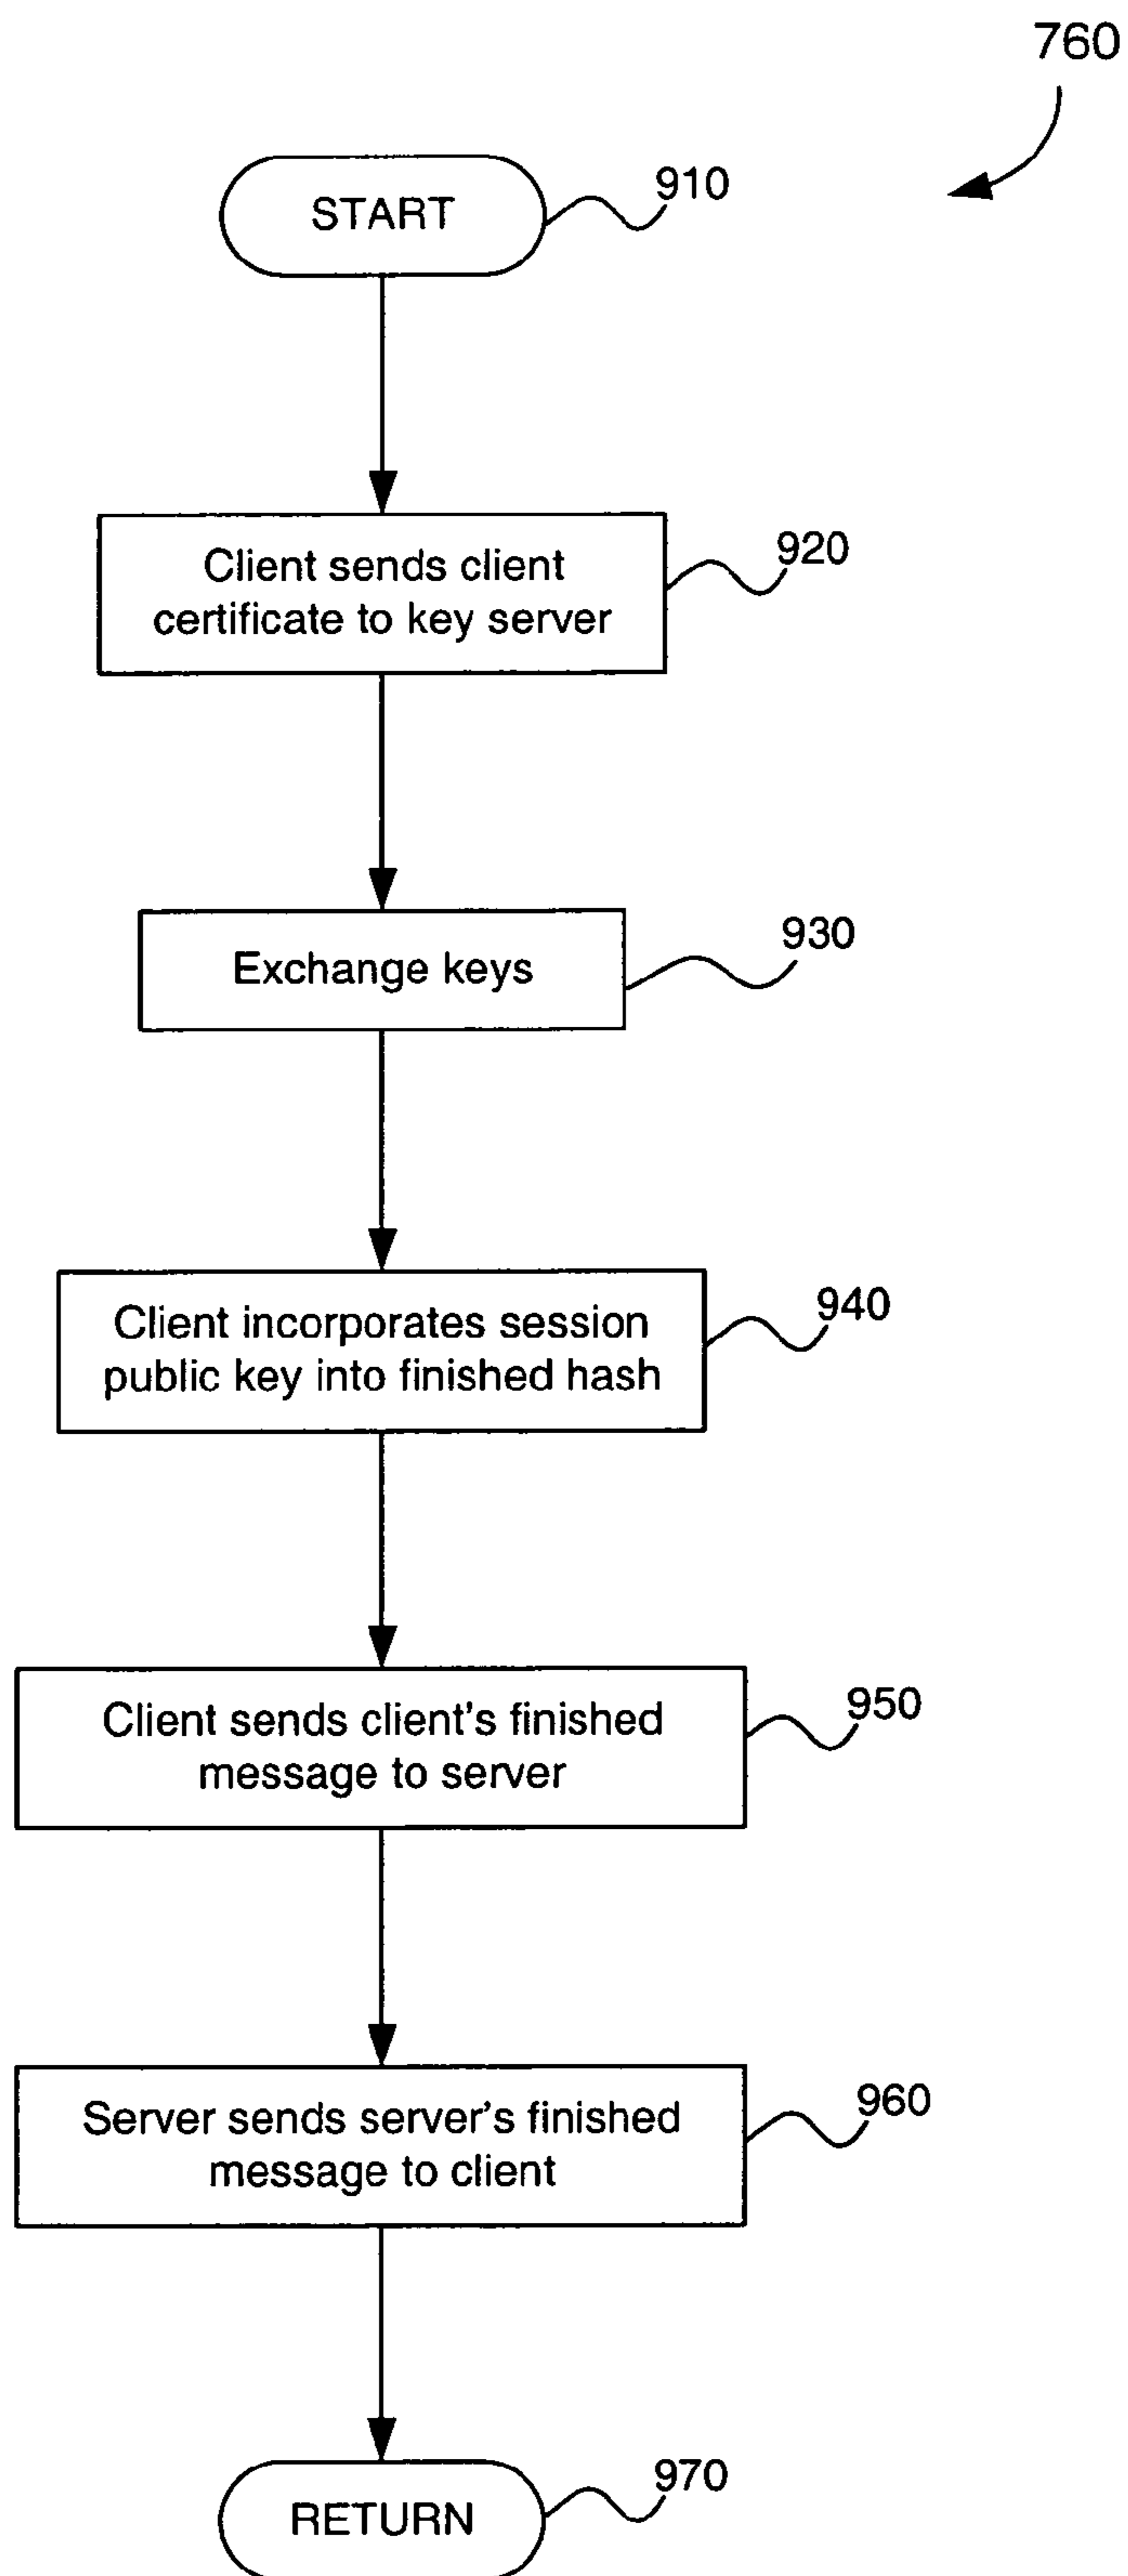 760
START
910
Client sends client
certificate to key server
920
Exchange keys
930
Client incorporates session
public key into finished hash
940
Client sends client's finished
message to server
950
Server sends server's finished
message to client
960
RETURN
970